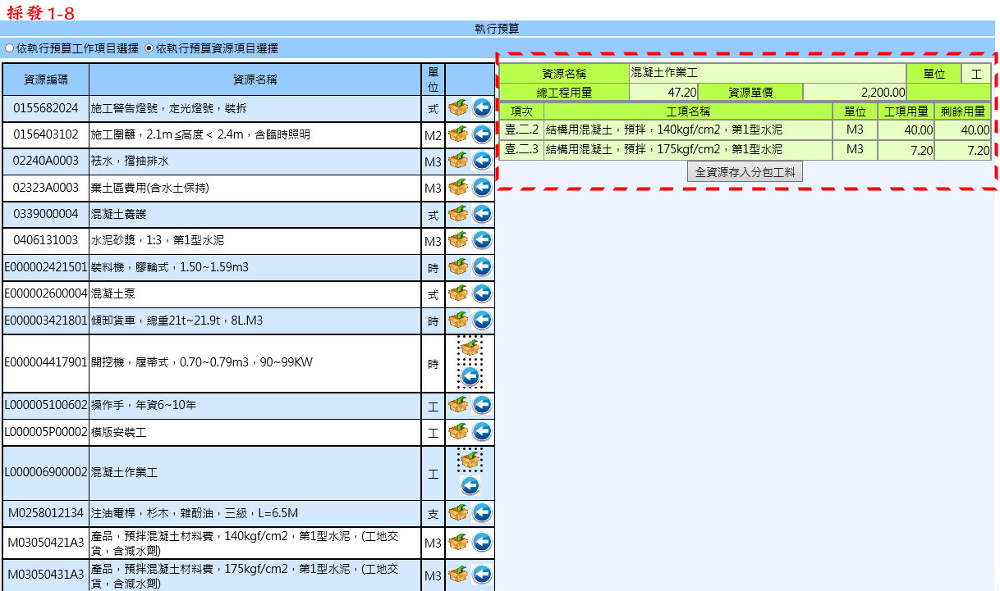 採發1-8
執行預算
依執行預算工作項目選擇 依執行預算資源項目選擇
資源編碼 資源名稱 單位
0155682024 施工警告燈號，定光燈號，裝拆 式
0156403102 施工圍籬，2.1m≦高度＜ 2.4m，含臨時照明 M2
02240A0003 袪水，擋抽排水 M3
02323A0003 棄土區費用(含水土保持) M3
0339000004 混凝土養護 式
0406131003 水泥砂漿，1:3，第1型水泥 M3
E000002421501 裝料機，膠輪式，1.50~1.59m3 時
E000002600004 混凝土泵 式
E000003421801 傾卸貨車，總重21t~21.9t，8L.M3 時
E000004417901 開挖機，履帶式，0.70~0.79m3，90~99KW 時
L000005100602 操作手，年資6~10年 工
L000005P00002 模版安裝工 工
L000006900002 混凝土作業工 工
M0258012134 注油電桿，杉木，雜酚油，三級，L=6.5M 支
M03050421A3 產品，預拌混凝土材料費，140kgf/cm2，第1型水泥，(工地交
貨，含減水劑) M3
M03050431A3 產品，預拌混凝土材料費，175kgf/cm2，第1型水泥，(工地交
貨，含減水劑) M3
資源名稱 混凝土作業工 單位 工
總工程用量 47.20 資源單價 2,200.00
項次 工項名稱 單位 工項用量 剩餘用量
壹.二.2 結構用混凝土，預拌，140kgf/cm2，第1型水泥 M3 40.00 40.00
壹.二.3 結構用混凝土，預拌，175kgf/cm2，第1型水泥 M3 7.20 7.20
全資源存入分包工料